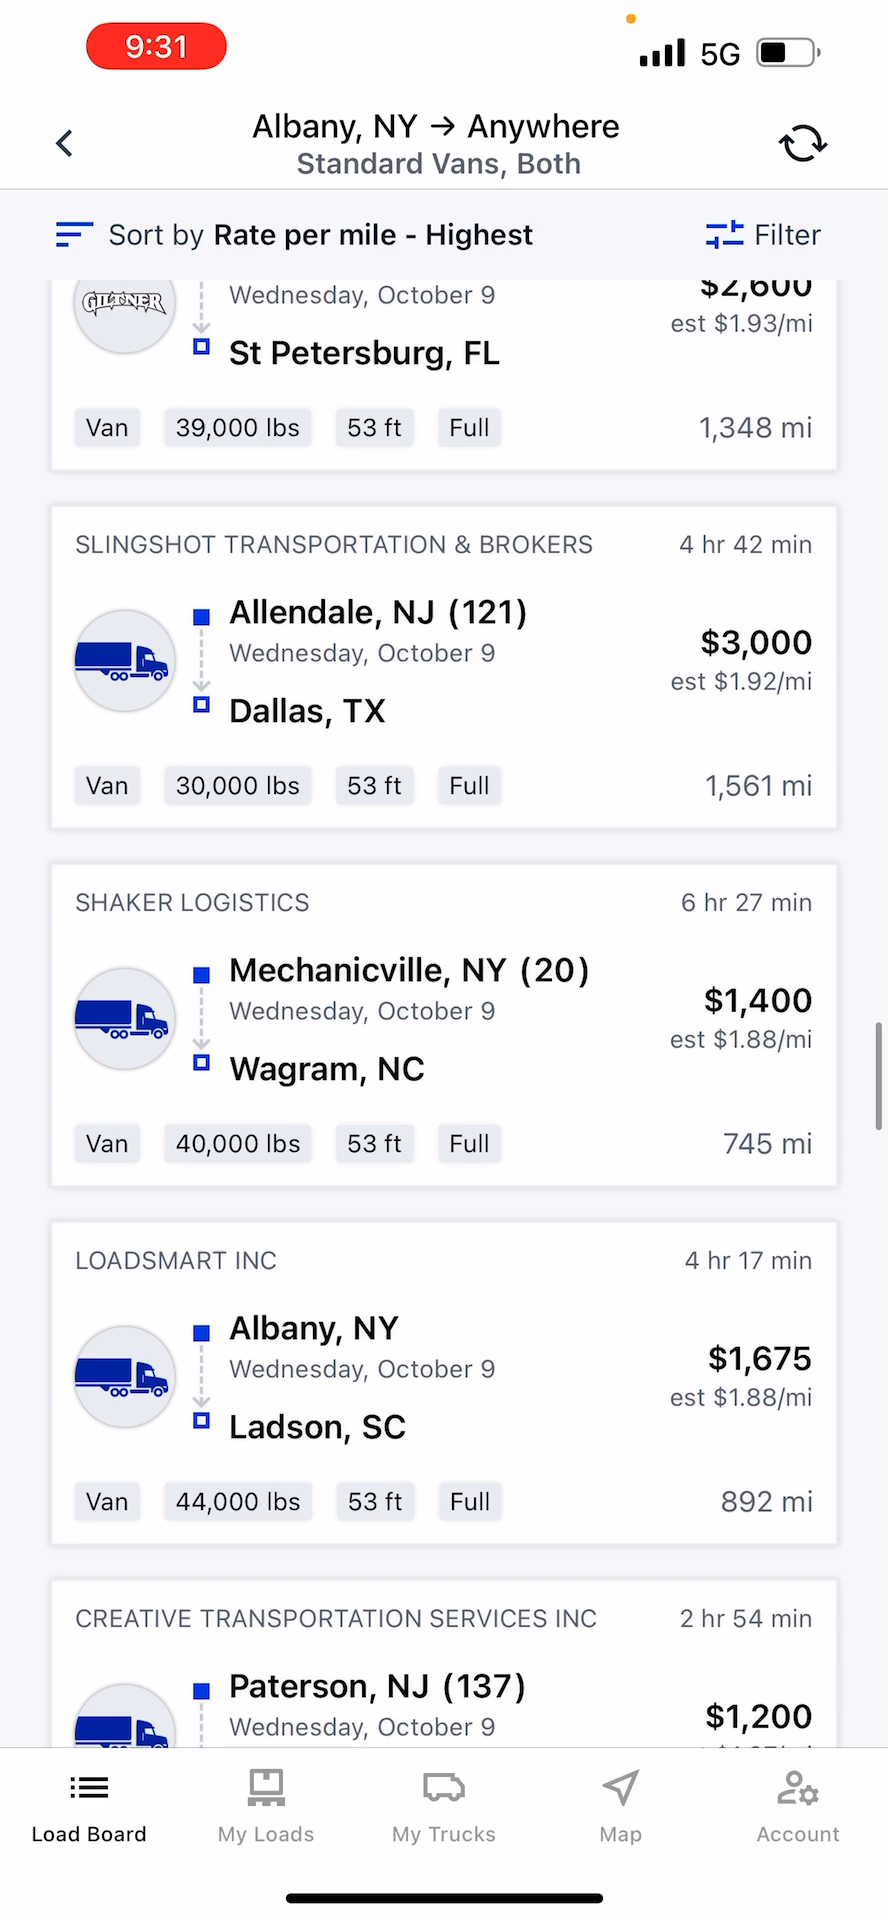 9:31
5G
Albany, NY → Anywhere
Standard Vans, Both
Sort by Rate per mile - Highest
Filter
GILTNER
Wednesday, October 9
$2,600
est $1.93/mi
St Petersburg, FL
Van 39,000 lbs 53 ft Full 1,348 mi
SLINGSHOT TRANSPORTATION & BROKERS 4 hr 42 min
Allendale, NJ (121)
Wednesday, October 9
$3,000
est $1.92/mi
Dallas, TX
Van 30,000 lbs 53 ft Full 1,561 mi
SHAKER LOGISTICS 6 hr 27 min
Mechanicville, NY (20)
Wednesday, October 9
$1,400
est $1.88/mi
Wagram, NC
Van 40,000 lbs 53 ft Full 745 mi
LOADSMART INC 4 hr 17 min
Albany, NY
Wednesday, October 9
$1,675
est $1.88/mi
Ladson, SC
Van 44,000 lbs 53 ft Full 892 mi
CREATIVE TRANSPORTATION SERVICES INC 2 hr 54 min
Paterson, NJ (137)
Wednesday, October 9
$1,200
Load Board My Loads My Trucks Map Account